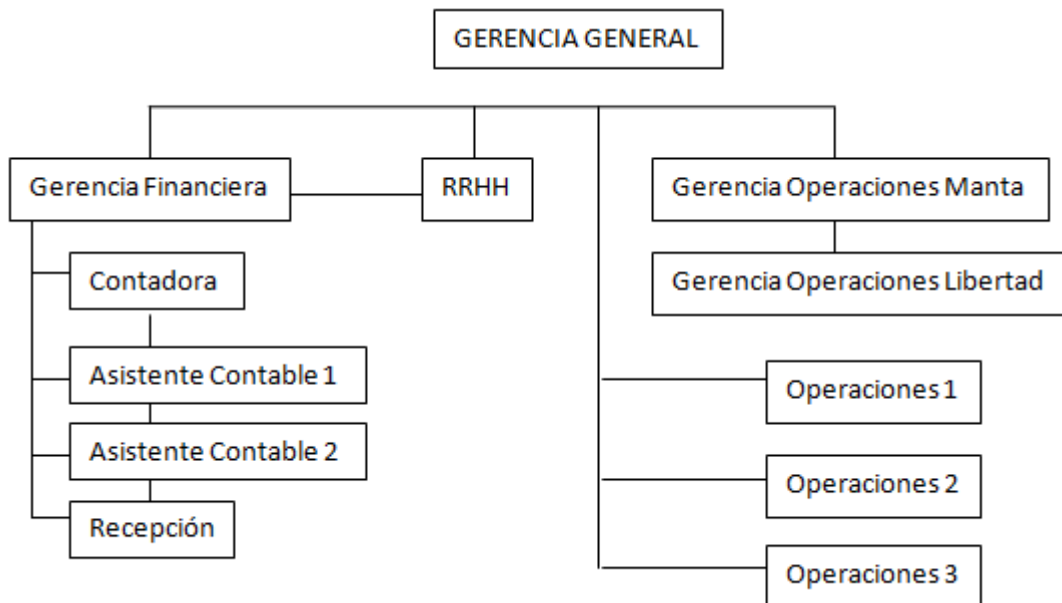 GERENCIA GENERAL
Gerencia Financiera
RRHH
Gerencia Operaciones Manta
Contadora
Gerencia Operaciones Libertad
Asistente Contable 1
Operaciones 1
Asistente Contable 2
Operaciones 2
Recepción
Operaciones 3